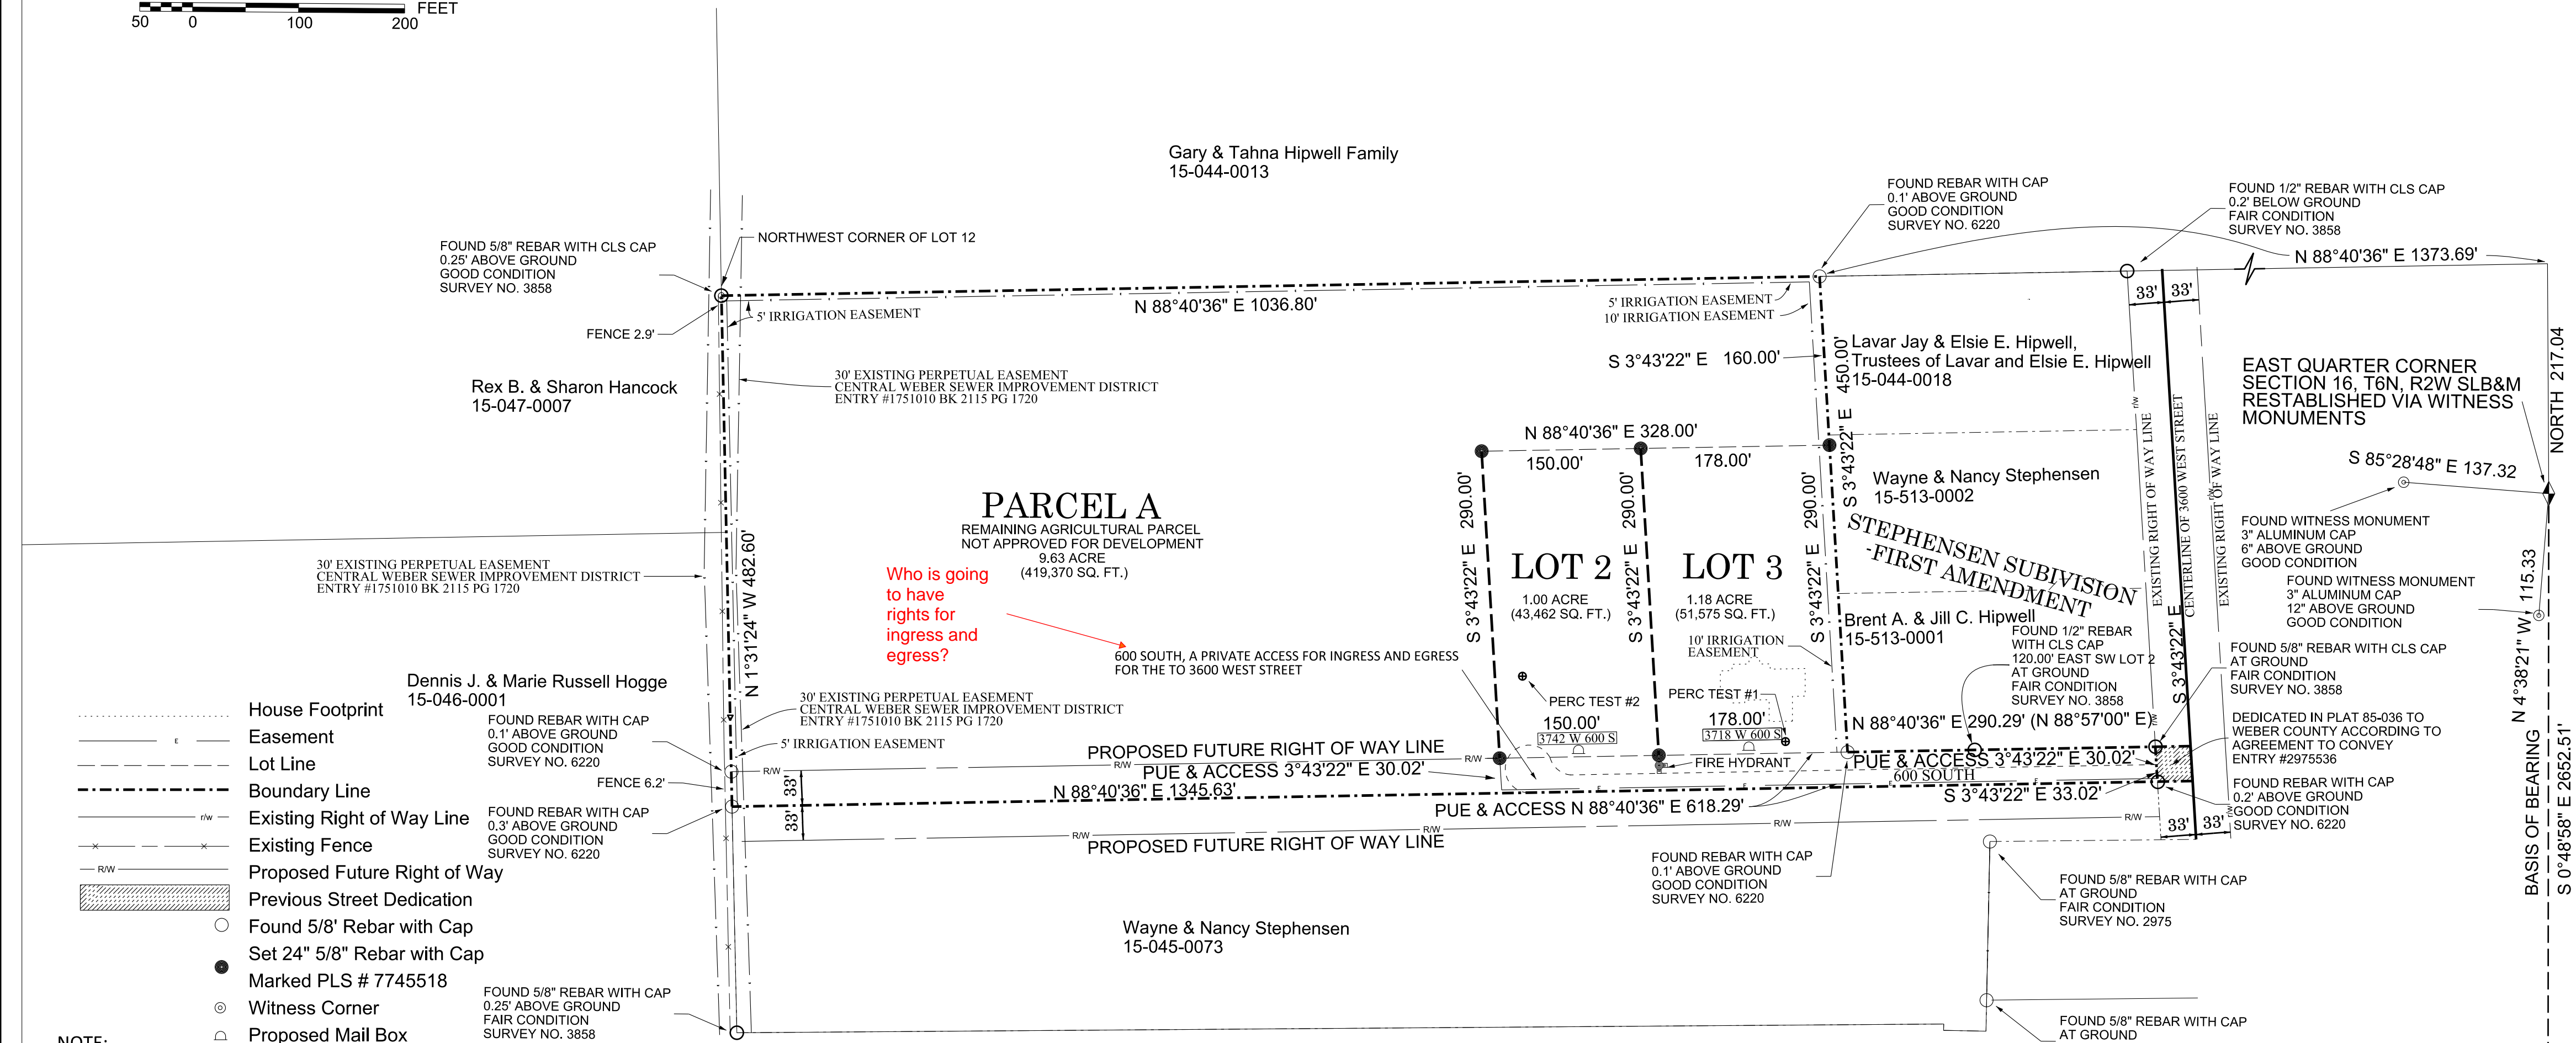 FEET
50 0 100 200
Gary & Tahna Hipwell Family
15-044-0013
FOUND REBAR WITH CAP
0.1' ABOVE GROUND
GOOD CONDITION
SURVEY NO. 6220
FOUND 1/2" REBAR WITH CLS CAP
0.2' BELOW GROUND
FAIR CONDITION
SURVEY NO. 3858
N 88°40'36" E 1373.69'
FOUND 5/8" REBAR WITH CLS CAP
0.25' ABOVE GROUND
GOOD CONDITION
SURVEY NO. 3858
NORTHWEST CORNER OF LOT 12
N 88°40'36" E 1036.80'
5' IRRIGATION EASEMENT
FENCE 2.9'
5' IRRIGATION EASEMENT
10' IRRIGATION EASEMENT
33' 33'
NORTH 217.04
S 3°43'22" E 160.00'
S 3°43'22" E 450.00'
Lavar Jay & Elsie E. Hipwell,
Trustees of Lavar and Elsie E. Hipwell
15-044-0018
EAST QUARTER CORNER
SECTION 16, T6N, R2W SLB&M
RESTABLISHED VIA WITNESS
MONUMENTS
Rex B. & Sharon Hancock
15-047-0007
30' EXISTING PERPETUAL EASEMENT
CENTRAL WEBER SEWER IMPROVEMENT DISTRICT
ENTRY #1751010 BK 2115 PG 1720
r/w
EXISTING RIGHT OF WAY LINE
CENTERLINE OF 3600 WEST STREET
EXISTING RIGHT OF WAY LINE
r/w
N 88°40'36" E 328.00'
150.00'
178.00'
S 85°28'48" E 137.32
Wayne & Nancy Stephensen
15-513-0002
STEPHENSEN SUBIVISION
-FIRST AMENDMENT
FOUND WITNESS MONUMENT
3" ALUMINUM CAP
6" ABOVE GROUND
GOOD CONDITION
FOUND WITNESS MONUMENT
3" ALUMINUM CAP
12" ABOVE GROUND
GOOD CONDITION
N 4°38'21" W 115.33
PARCEL A
REMAINING AGRICULTURAL PARCEL
NOT APPROVED FOR DEVELOPMENT
9.63 ACRE
(419,370 SQ. FT.)
N 1°31'24" W 482.60'
S 3°43'22" E 290.00'
LOT 2
1.00 ACRE
(43,462 SQ. FT.)
S 3°43'22" E 290.00'
LOT 3
1.18 ACRE
(51,575 SQ. FT.)
S 3°43'22" E 290.00'
30' EXISTING PERPETUAL EASEMENT
CENTRAL WEBER SEWER IMPROVEMENT DISTRICT
ENTRY #1751010 BK 2115 PG 1720
Who is going
to have
rights for
ingress and
egress?
600 SOUTH, A PRIVATE ACCESS FOR INGRESS AND EGRESS
FOR THE TO 3600 WEST STREET
10' IRRIGATION
EASEMENT
Brent A. & Jill C. Hipwell
15-513-0001
FOUND 1/2" REBAR
WITH CLS CAP
120.00' EAST SW LOT 2
AT GROUND
FAIR CONDITION
SURVEY NO. 3858
S 3°43'22" E
FOUND 5/8" REBAR WITH CLS CAP
AT GROUND
FAIR CONDITION
SURVEY NO. 3858
Dennis J. & Marie Russell Hogge
15-046-0001
30' EXISTING PERPETUAL EASEMENT
CENTRAL WEBER SEWER IMPROVEMENT DISTRICT
ENTRY #1751010 BK 2115 PG 1720
5' IRRIGATION EASEMENT
PERC TEST #2
150.00'
3742 W 600 S
PERC TEST #1
178.00'
3718 W 600 S
N 88°40'36" E 290.29' (N 88°57'00" E)
r/w
DEDICATED IN PLAT 85-036 TO
WEBER COUNTY ACCORDING TO
AGREEMENT TO CONVEY
ENTRY #2975536
FOUND REBAR WITH CAP
0.1' ABOVE GROUND
GOOD CONDITION
SURVEY NO. 6220
FENCE 6.2'
PROPOSED FUTURE RIGHT OF WAY LINE
R/W R/W R/W
PUE & ACCESS 3°43'22" E 30.02'
FIRE HYDRANT
PUE & ACCESS 3°43'22" E 30.02'
600 SOUTH
N 88°40'36" E 1345.63'
E E E E
S 3°43'22" E 33.02'
PUE & ACCESS N 88°40'36" E 618.29'
33'
33'
FOUND REBAR WITH CAP
0.2' ABOVE GROUND
GOOD CONDITION
SURVEY NO. 6220
r/w
33' 33'
FOUND REBAR WITH CAP
0.3' ABOVE GROUND
GOOD CONDITION
SURVEY NO. 6220
R/W R/W R/W R/W
PROPOSED FUTURE RIGHT OF WAY LINE
FOUND REBAR WITH CAP
0.1' ABOVE GROUND
GOOD CONDITION
SURVEY NO. 6220
FOUND 5/8" REBAR WITH CAP
AT GROUND
FAIR CONDITION
SURVEY NO. 2975
BASIS OF BEARING
S 0°48'58" E 2652.51'
Wayne & Nancy Stephensen
15-045-0073
FOUND 5/8" REBAR WITH CAP
0.25' ABOVE GROUND
FAIR CONDITION
SURVEY NO. 3858
FOUND 5/8" REBAR WITH CAP
AT GROUND
House Footprint
E Easement
Lot Line
Boundary Line
r/w Existing Right of Way Line
Existing Fence
R/W Proposed Future Right of Way
Previous Street Dedication
Found 5/8' Rebar with Cap
Set 24" 5/8" Rebar with Cap
Marked PLS # 7745518
Witness Corner
Proposed Mail Box
NOTE: